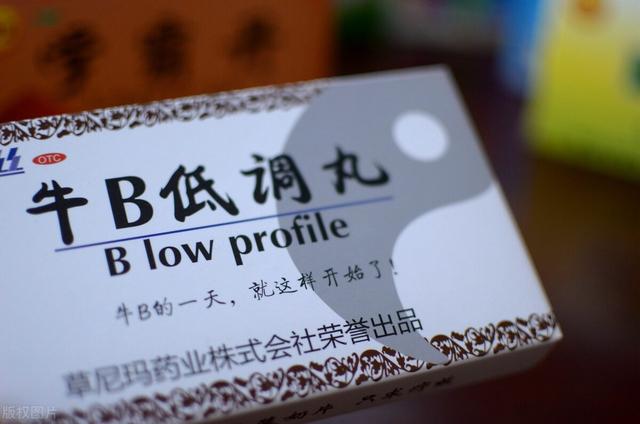 OTC
牛B低调丸
B low profile
牛B的一天，就这样开始了！
草尼玛药业株式会社荣誉出品
版权图片